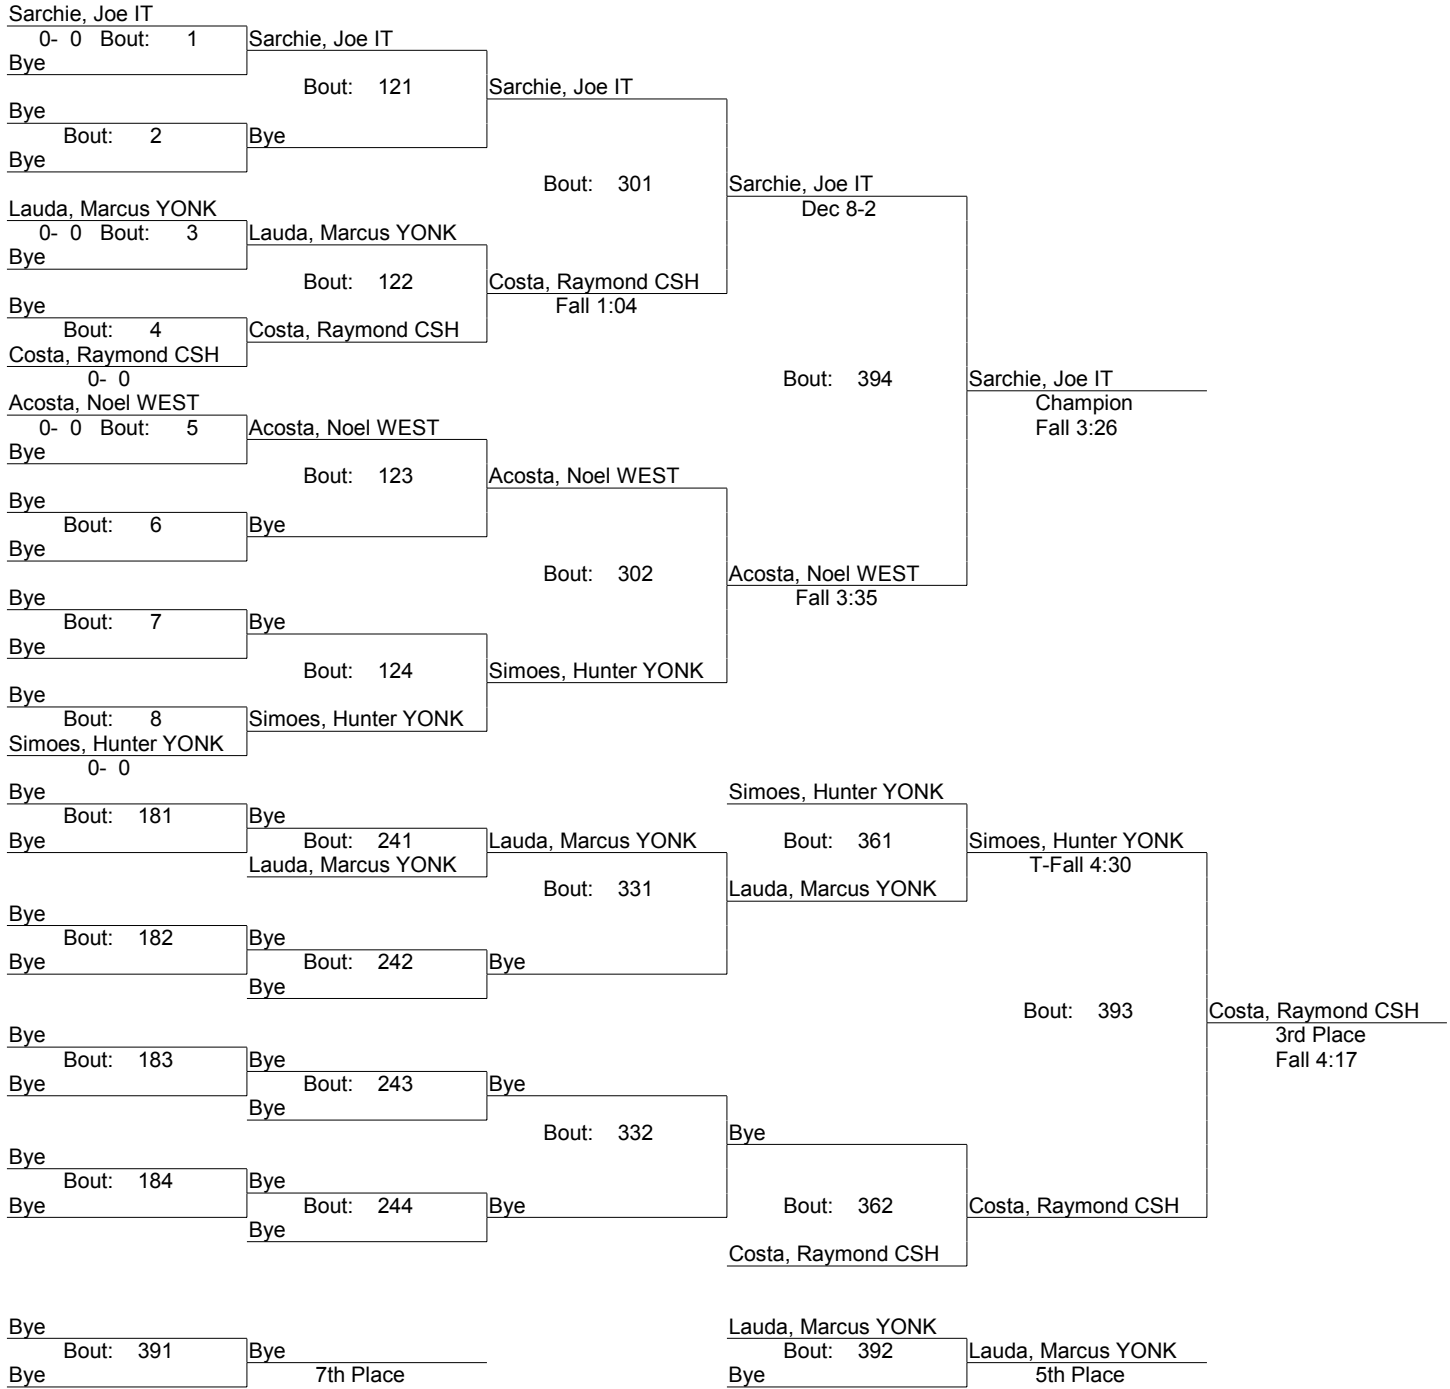 Sarchie, Joe IT
0- 0 Bout: 1 Sarchie, Joe IT
Bye
Bout: 121 Sarchie, Joe IT
Bye
Bout: 2 Bye
Bye
Bout: 301 Sarchie, Joe IT
Lauda, Marcus YONK Dec 8-2
0- 0 Bout: 3 Lauda, Marcus YONK
Bye
Bout: 122 Costa, Raymond CSH
Bye Fall 1:04
Bout: 4 Costa, Raymond CSH
Costa, Raymond CSH
0- 0 Bout: 394 Sarchie, Joe IT
Acosta, Noel WEST Champion
0- 0 Bout: 5 Acosta, Noel WEST Fall 3:26
Bye
Bout: 123 Acosta, Noel WEST
Bye
Bout: 6 Bye
Bye
Bout: 302 Acosta, Noel WEST
Bye Fall 3:35
Bout: 7 Bye
Bye
Bout: 124 Simoes, Hunter YONK
Bye
Bout: 8 Simoes, Hunter YONK
Simoes, Hunter YONK
0- 0
Bye Simoes, Hunter YONK
Bout: 181 Bye
Bye Bout: 241 Lauda, Marcus YONK Bout: 361 Simoes, Hunter YONK
Lauda, Marcus YONK T-Fall 4:30
Bout: 331 Lauda, Marcus YONK
Bye
Bout: 182 Bye
Bye Bout: 242 Bye
Bye
Bout: 393 Costa, Raymond CSH
Bye 3rd Place
Bout: 183 Bye Fall 4:17
Bye Bout: 243 Bye
Bye
Bout: 332 Bye
Bye
Bout: 184 Bye
Bye Bout: 244 Bye Bout: 362 Costa, Raymond CSH
Bye
Costa, Raymond CSH
Bye Lauda, Marcus YONK
Bout: 391 Bye Bout: 392 Lauda, Marcus YONK
Bye 7th Place Bye 5th Place